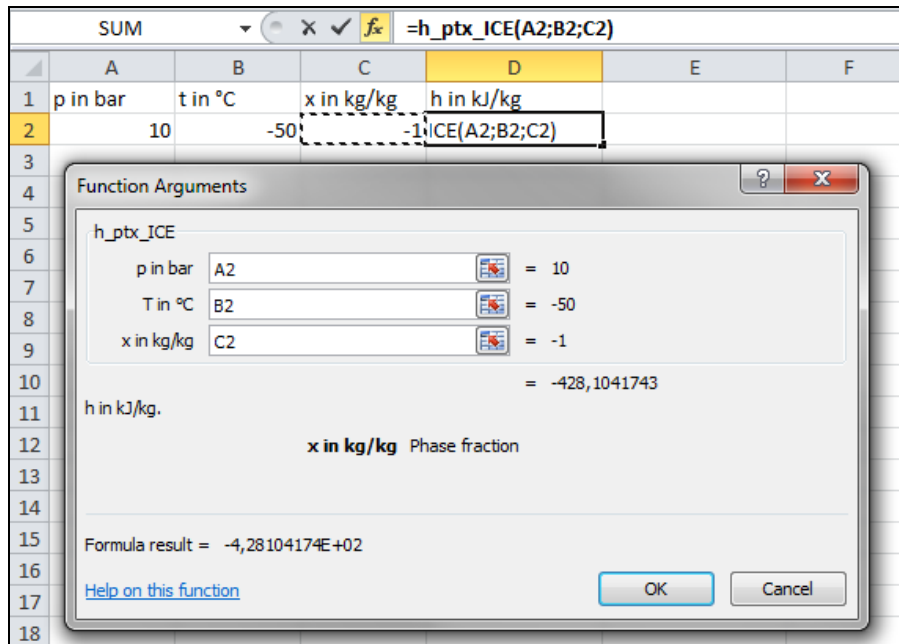 SUM =h_ptx_ICE(A2;B2;C2)
A B C D E F
1 p in bar t in °C x in kg/kg h in kJ/kg
2 10 -50 -1 ICE(A2;B2;C2)
3
4 Function Arguments ?
5 h_ptx_ICE
6 p in bar A2 = 10
7 T in °C B2 = -50
8
9 x in kg/kg C2 = -1
10 = -428,1041743
11 h in kJ/kg.
12 x in kg/kg Phase fraction
13
14
15 Formula result = -4,28104174E+02
16
17 Help on this function OK Cancel
18